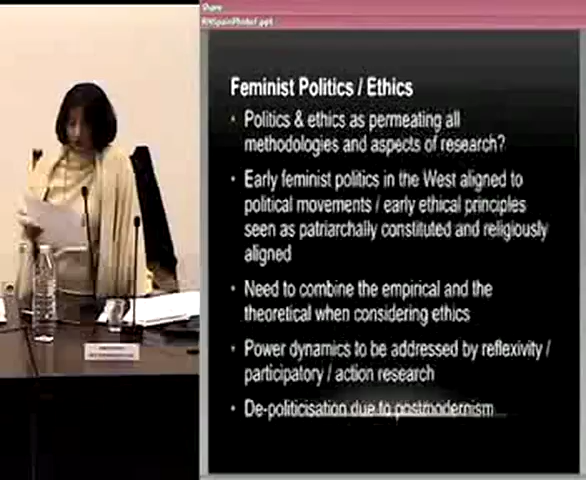 Share
Feminist Politics / Ethics
• Politics & ethics as permeating all
methodologies and aspects of research?
• Early feminist politics in the West aligned to
political movements / early ethical principles
seen as patriarchally constituted and religiously
aligned
• Need to combine the empirical and the
theoretical when considering ethics
• Power dynamics to be addressed by reflexivity /
participatory / action research
• De-politicisation due to postmodernism